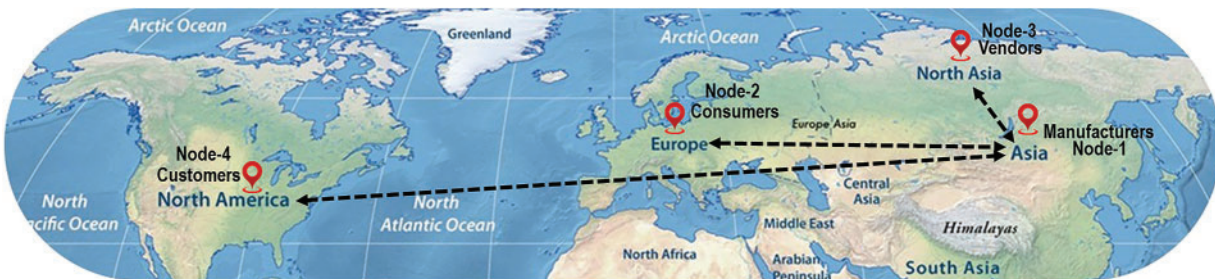 Arctic Ocean
Greenland
Arctic Ocean
Node-3
Vendors
North Asia
Node-2
Consumers
Europe
Europe Asia
Manufacturers
Node-1
Asia
Node-4
Customers
North America
North
Pacific Ocean
North
Atlantic Ocean
Central
Asia
Middle East
Himalayas
North Africa
Arabian
Peninsula
South Asia